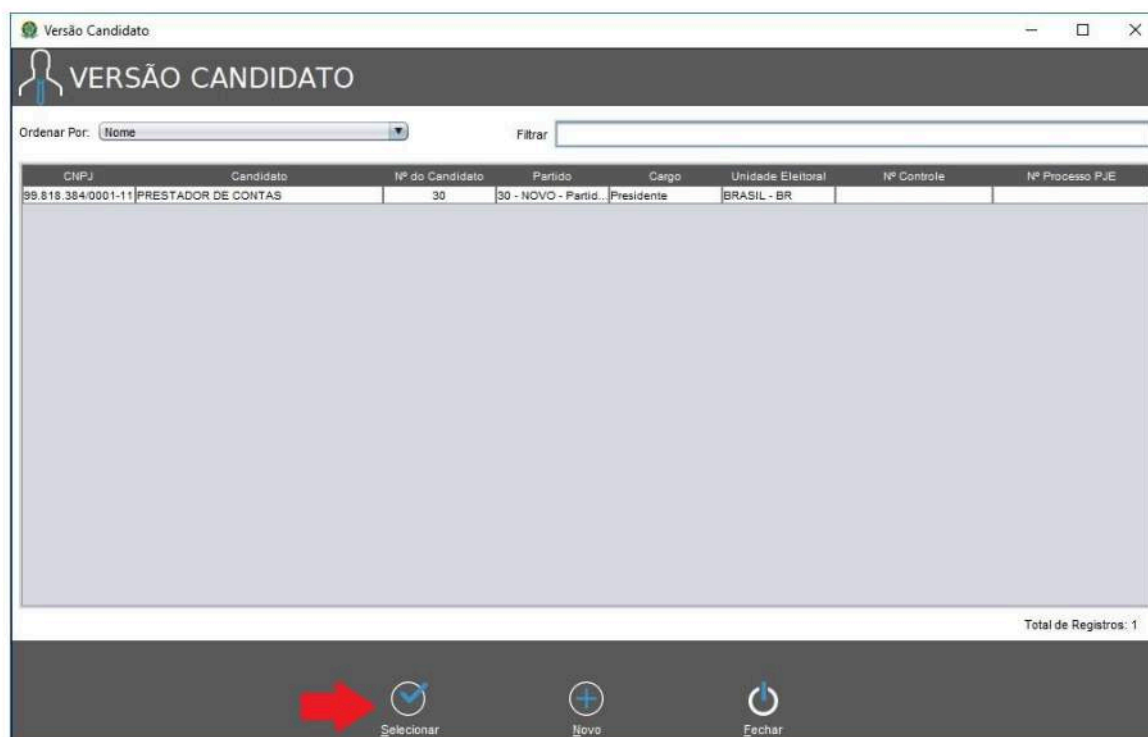 Versão Candidato
VERSÃO CANDIDATO
Ordenar Por: Nome Filtrar
CNPJ Candidato Nº do Candidato Partido Cargo Unidade Eleitoral Nº Controle Nº Processo PJE
99.818.384/0001-11 PRESTADOR DE CONTAS 30 30 - NOVO - Partid... Presidente BRASIL - BR
Total de Registros: 1
Selecionar Novo Fechar